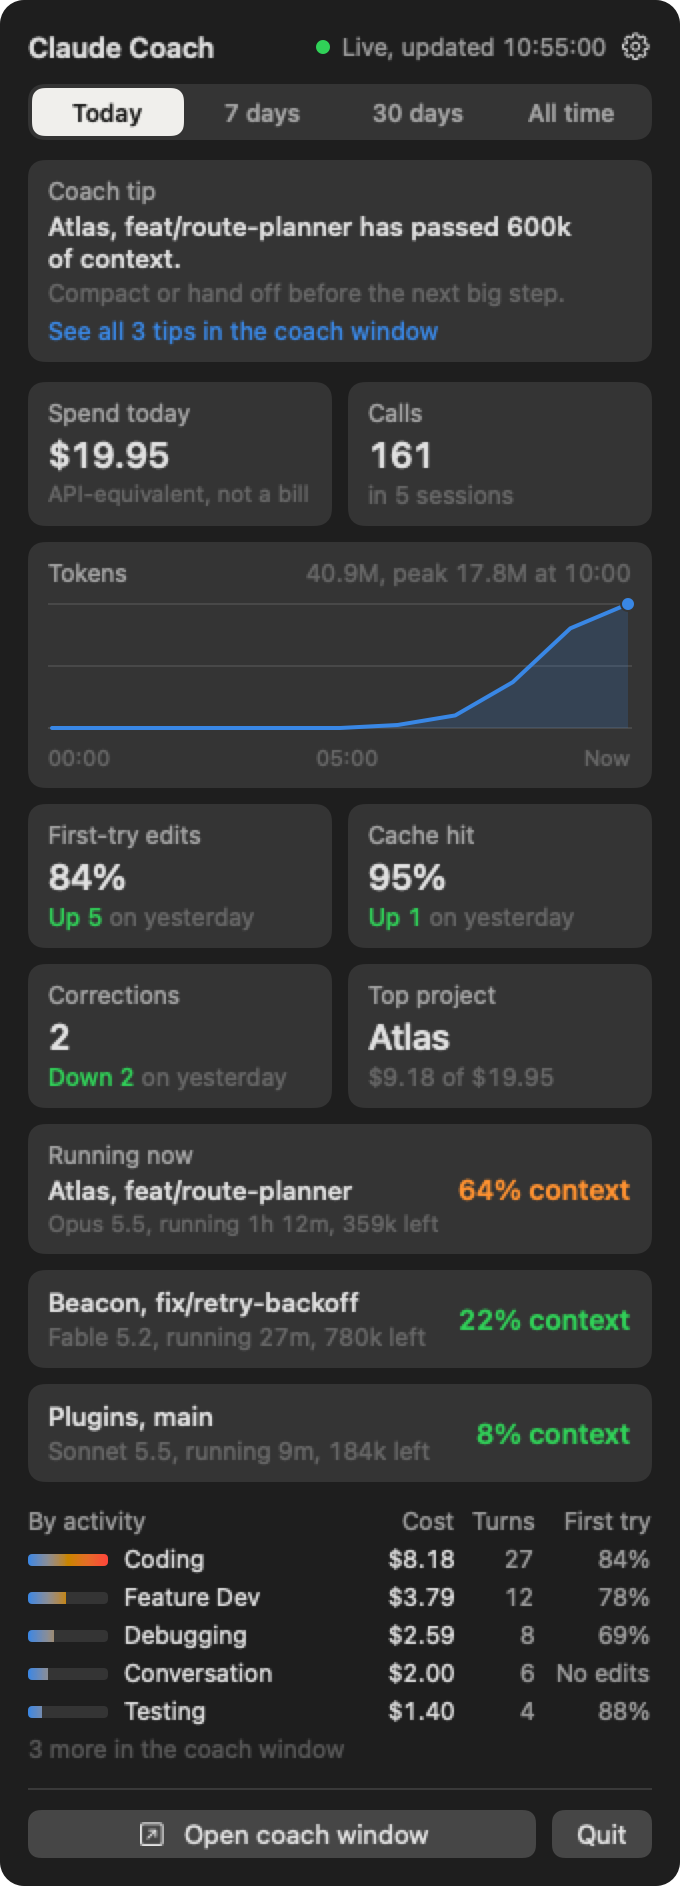 Claude Coach
Live, updated 10:55:00
Today
7 days
30 days
All time
Coach tip
Atlas, feat/route-planner has passed 600k
of context.
Compact or hand off before the next big step.
See all 3 tips in the coach window
Spend today
$19.95
API-equivalent, not a bill
Calls
161
in 5 sessions
Tokens
40.9M, peak 17.8M at 10:00
00:00
05:00
Now
First-try edits
84%
Up 5 on yesterday
Cache hit
95%
Up 1 on yesterday
Corrections
2
Down 2 on yesterday
Top project
Atlas
$9.18 of $19.95
Running now
Atlas, feat/route-planner
Opus 5.5, running 1h 12m, 359k left
64% context
Beacon, fix/retry-backoff
Fable 5.2, running 27m, 780k left
22% context
Plugins, main
Sonnet 5.5, running 9m, 184k left
8% context
By activity Cost Turns First try
Coding $8.18 27 84%
Feature Dev $3.79 12 78%
Debugging $2.59 8 69%
Conversation $2.00 6 No edits
Testing $1.40 4 88%
3 more in the coach window
Open coach window
Quit